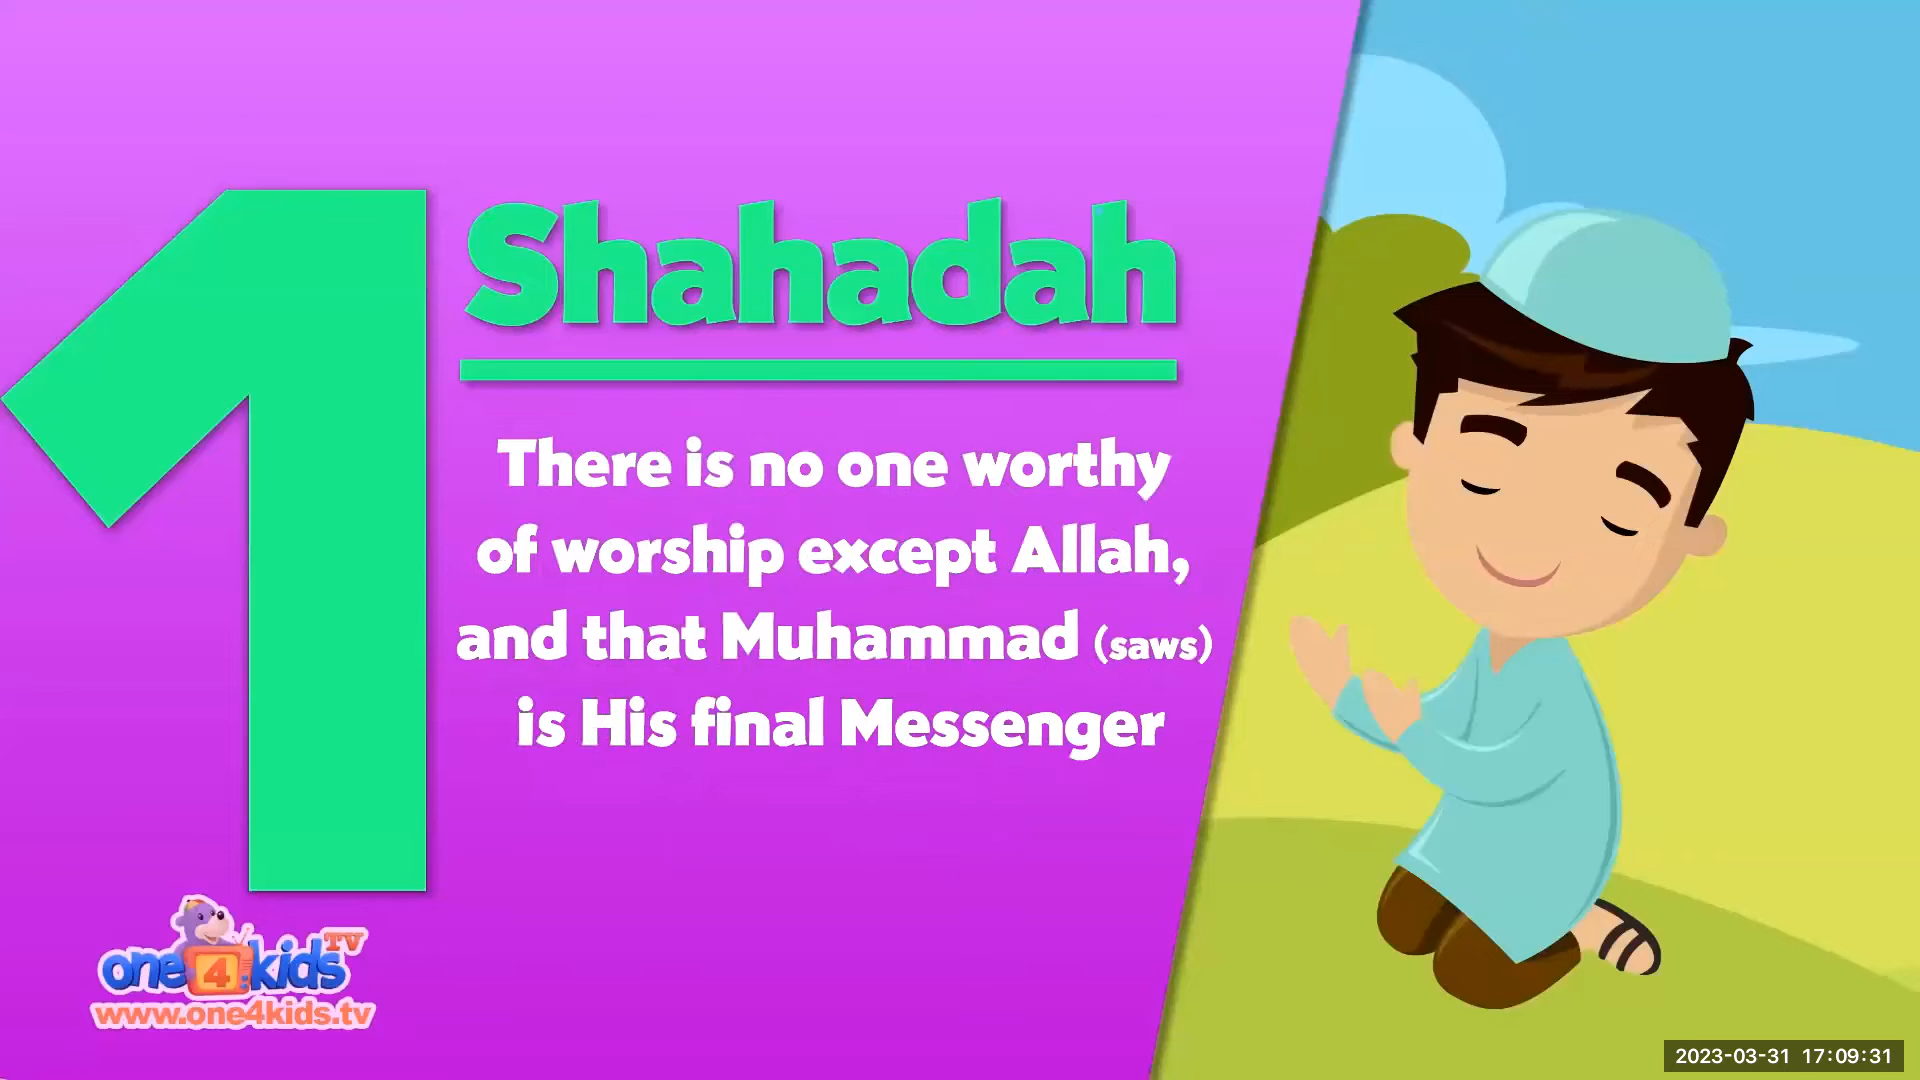 1
Shahadah
There is no one worthy
of worship except Allah,
and that Muhammad (saws)
is His final Messenger
one4kids TV
www.one4kids.tv
2023-03-31 17:09:31